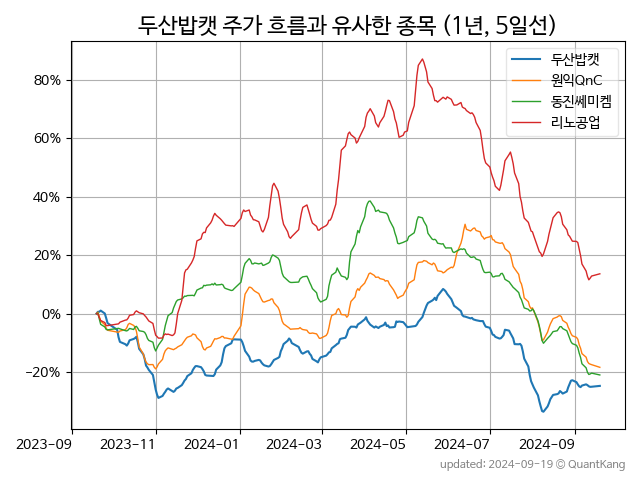 두산밥캣 주가 흐름과 유사한 종목 (1년, 5일선)
두산밥캣
원익QnC
동진쎄미켐
리노공업
80%
60%
40%
20%
0%
−20%
2023-09
2023-11
2024-01
2024-03
2024-05
2024-07
2024-09
updated: 2024-09-19 © QuantKang